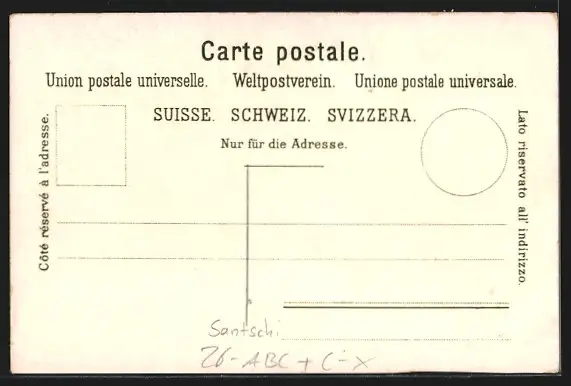 Carte postale.
Union postale universelle. Weltpostverein. Unione postale universale.
SUISSE. SCHWEIZ. SVIZZERA.
Nur für die Adresse.
Côté réservé à l'adresse.
Lato riservato all' indirizzo.
Santschi
26-ABC + C-X